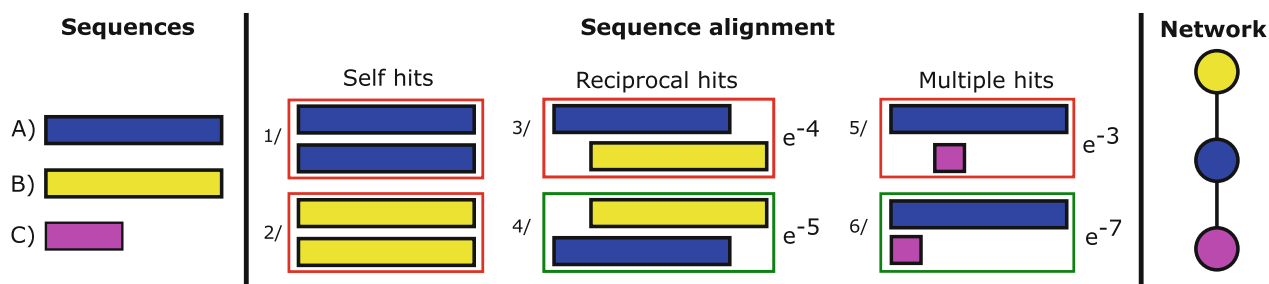 Sequences
A)
B)
C)
Sequence alignment
Self hits
1/
2/
Reciprocal hits
3/
e-4
4/
e-5
Multiple hits
5/
e-3
6/
e-7
Network